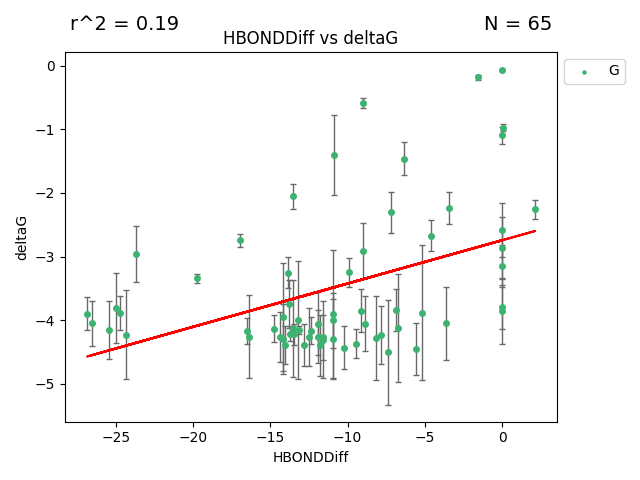 r^2 = 0.19
N = 65
HBONDDiff vs deltaG
G
0
−1
−2
−3
−4
−5
deltaG
−25 −20 −15 −10 −5 0
HBONDDiff